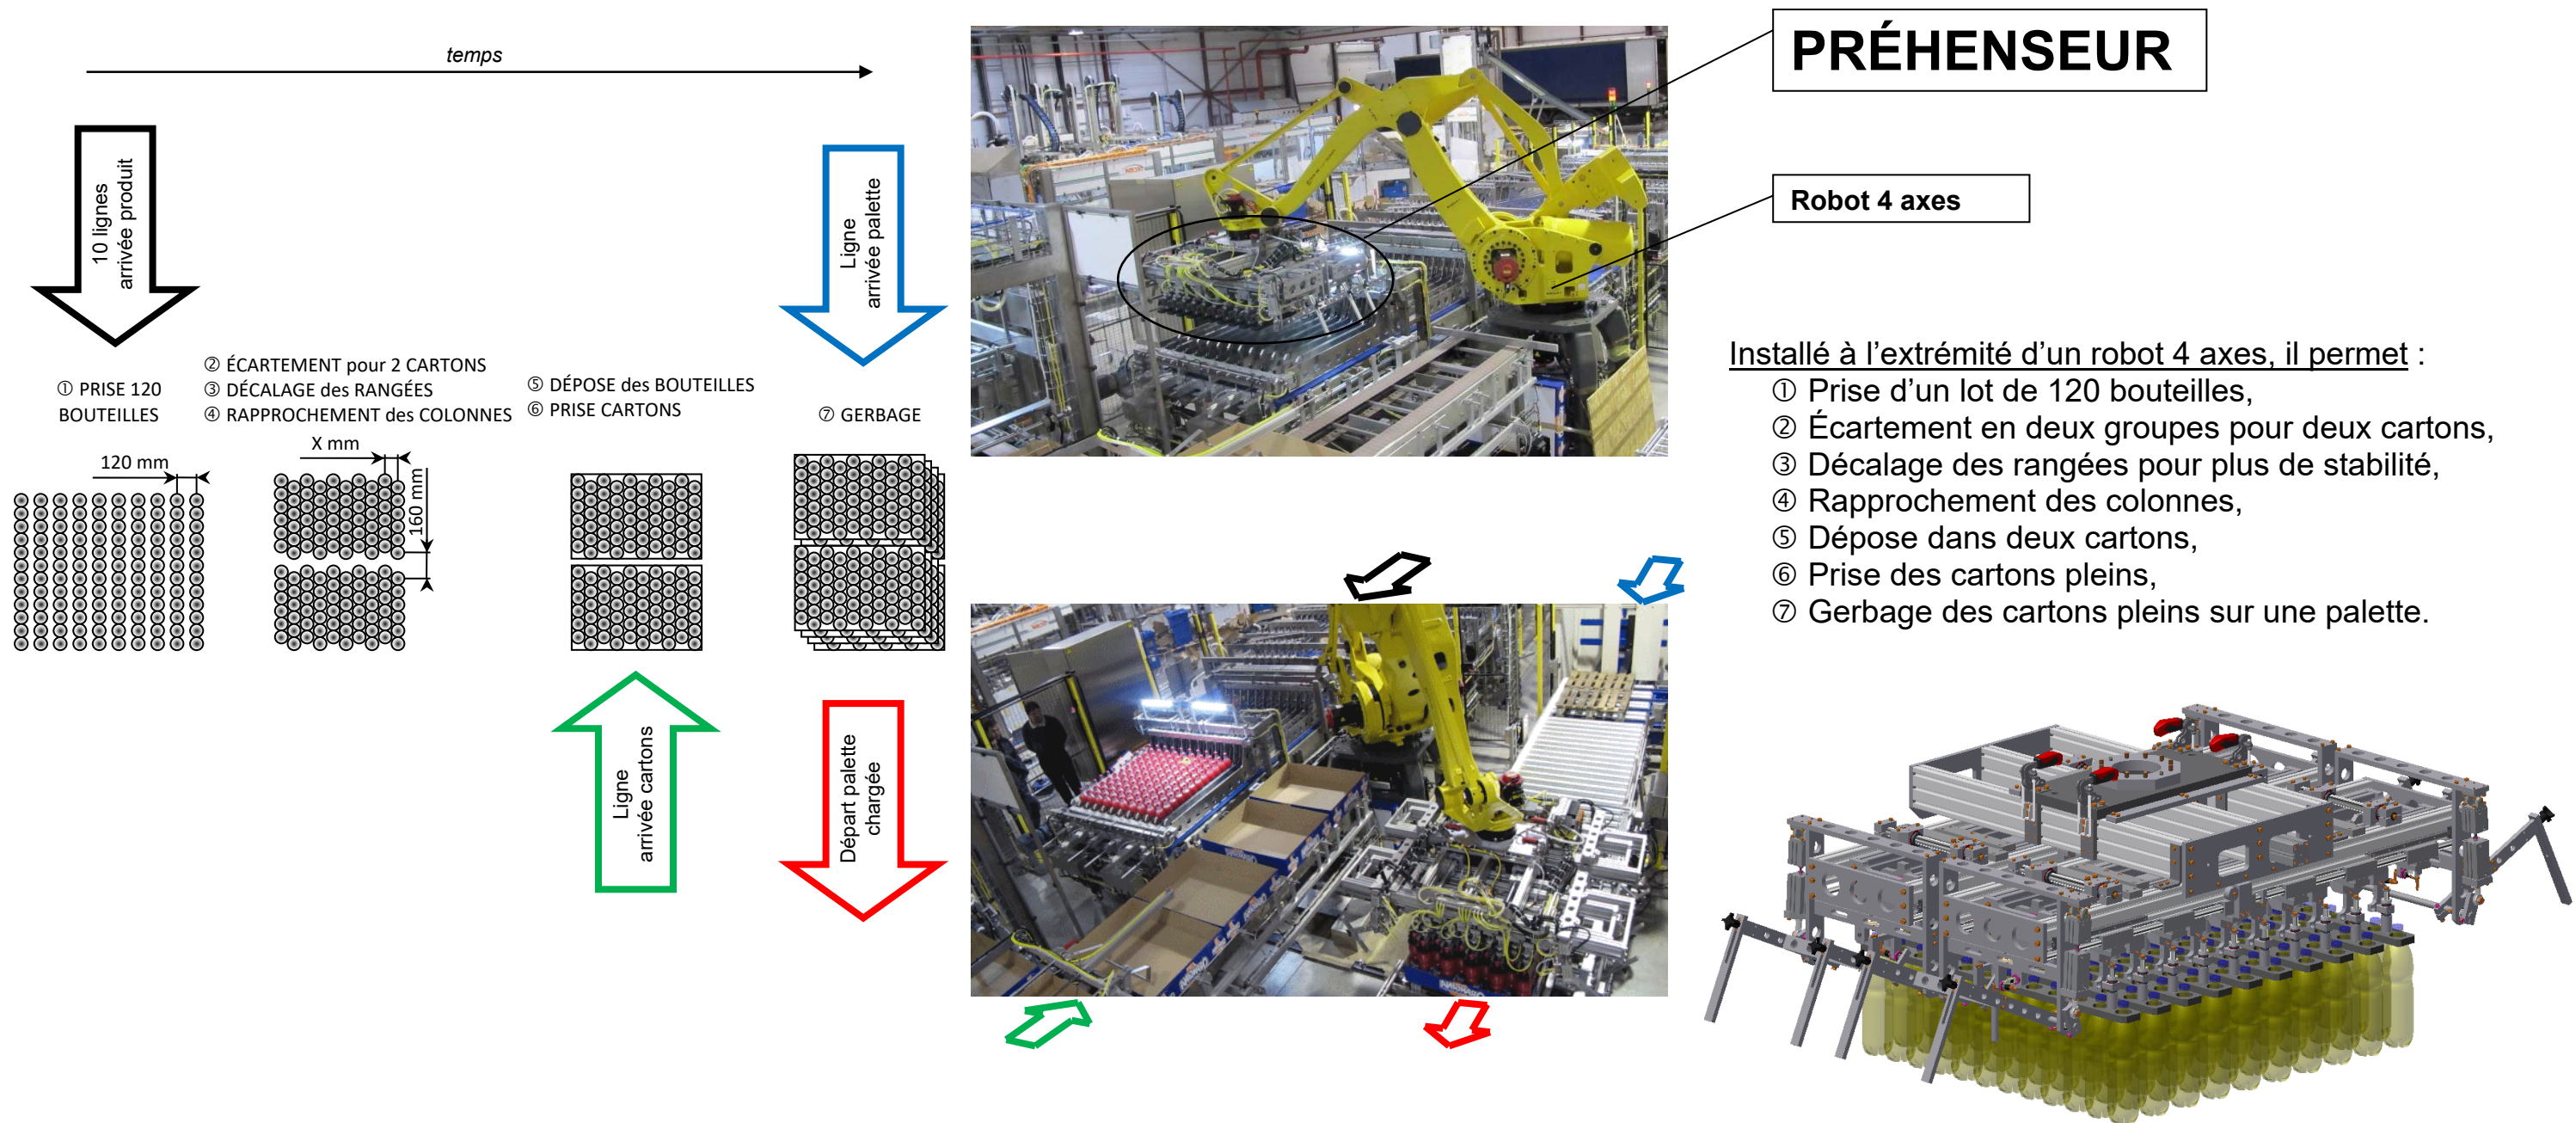 temps
10 lignes
arrivée produit
Ligne
arrivée palette
① PRISE 120
BOUTEILLES
② ÉCARTEMENT pour 2 CARTONS
③ DÉCALAGE des RANGÉES
④ RAPPROCHEMENT des COLONNES
⑤ DÉPOSE des BOUTEILLES
⑥ PRISE CARTONS
⑦ GERBAGE
120 mm
X mm
160 mm
Ligne
arrivée cartons
Départ palette
chargée
PRÉHENSEUR
Robot 4 axes
Installé à l’extrémité d’un robot 4 axes, il permet :
① Prise d’un lot de 120 bouteilles,
② Écartement en deux groupes pour deux cartons,
③ Décalage des rangées pour plus de stabilité,
④ Rapprochement des colonnes,
⑤ Dépose dans deux cartons,
⑥ Prise des cartons pleins,
⑦ Gerbage des cartons pleins sur une palette.